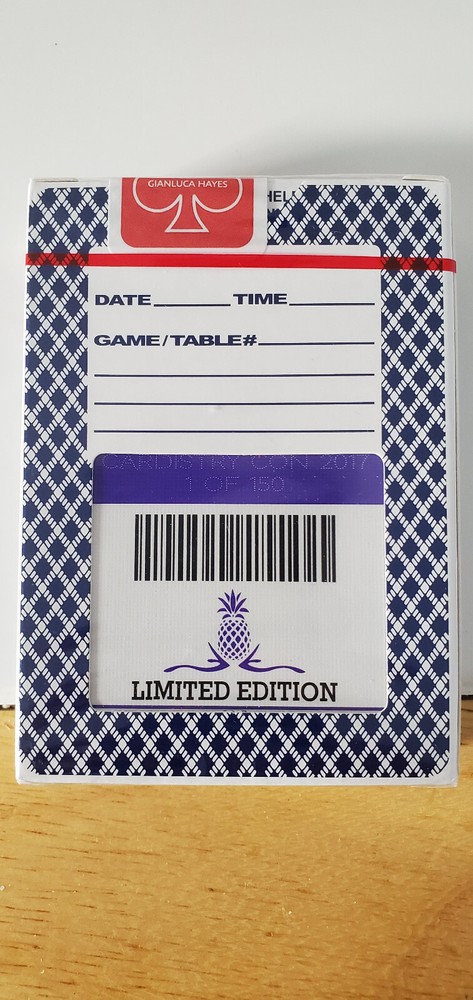 GIANLUCA HAYES
DATE TIME
GAME/TABLE#
CARDISTRY CON 2017
1 OF 150
LIMITED EDITION